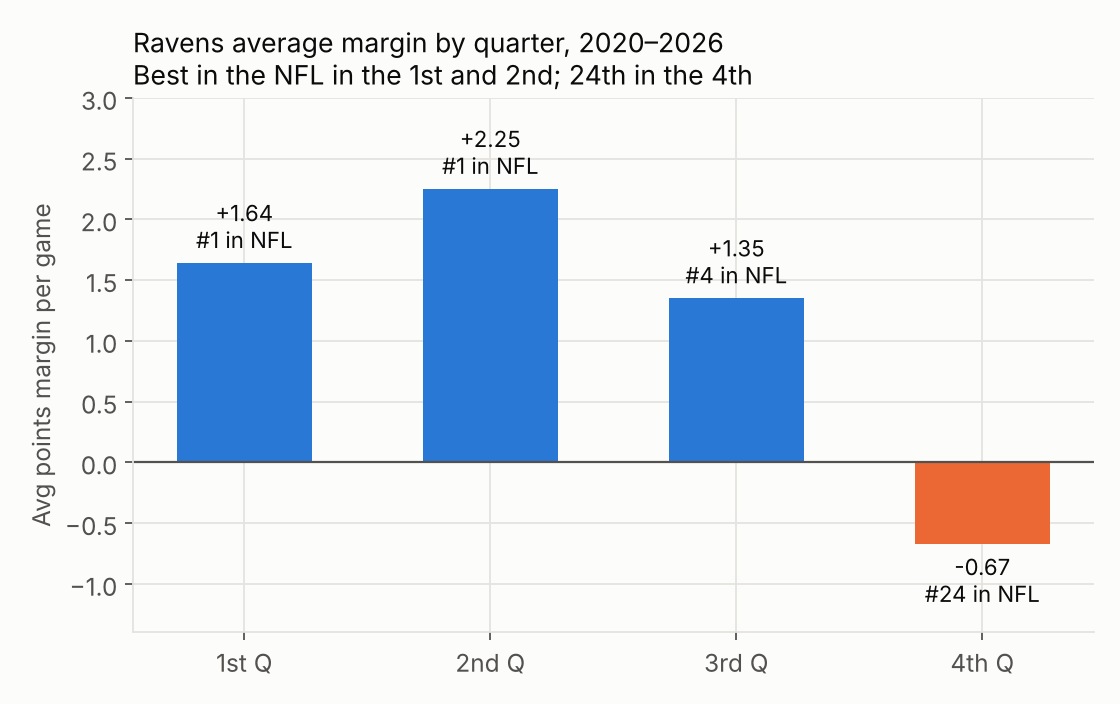 Ravens average margin by quarter, 2020–2026
Best in the NFL in the 1st and 2nd; 24th in the 4th
Avg points margin per game
3.0
2.5
2.0
1.5
1.0
0.5
0.0
−0.5
−1.0
+1.64
#1 in NFL
+2.25
#1 in NFL
+1.35
#4 in NFL
-0.67
#24 in NFL
1st Q
2nd Q
3rd Q
4th Q